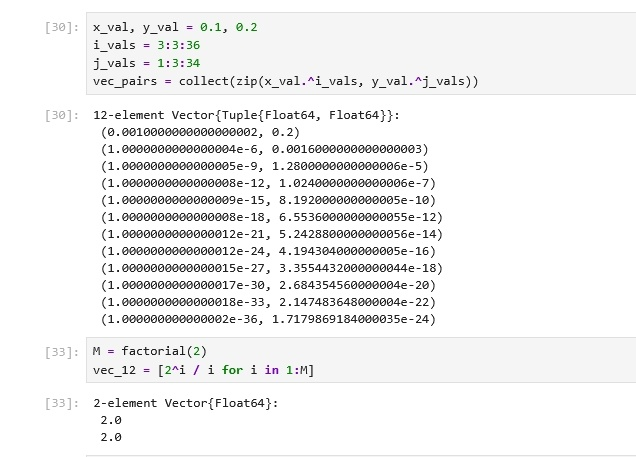 [30]: x_val, y_val = 0.1, 0.2
i_vals = 3:3:36
j_vals = 1:3:34
vec_pairs = collect(zip(x_val.^i_vals, y_val.^j_vals))
[30]: 12-element Vector{Tuple{Float64, Float64}}:
(0.0010000000000000002, 0.2)
(1.0000000000000004e-6, 0.0016000000000000003)
(1.0000000000000005e-9, 1.2800000000000006e-5)
(1.0000000000000008e-12, 1.0240000000000006e-7)
(1.0000000000000009e-15, 8.192000000000005e-10)
(1.0000000000000008e-18, 6.5536000000000055e-12)
(1.0000000000000012e-21, 5.2428800000000056e-14)
(1.0000000000000012e-24, 4.194304000000005e-16)
(1.0000000000000015e-27, 3.3554432000000044e-18)
(1.0000000000000017e-30, 2.684354560000004e-20)
(1.0000000000000018e-33, 2.147483648000004e-22)
(1.000000000000002e-36, 1.7179869184000035e-24)
[33]: M = factorial(2)
vec_12 = [2^i / i for i in 1:M]
[33]: 2-element Vector{Float64}:
2.0
2.0